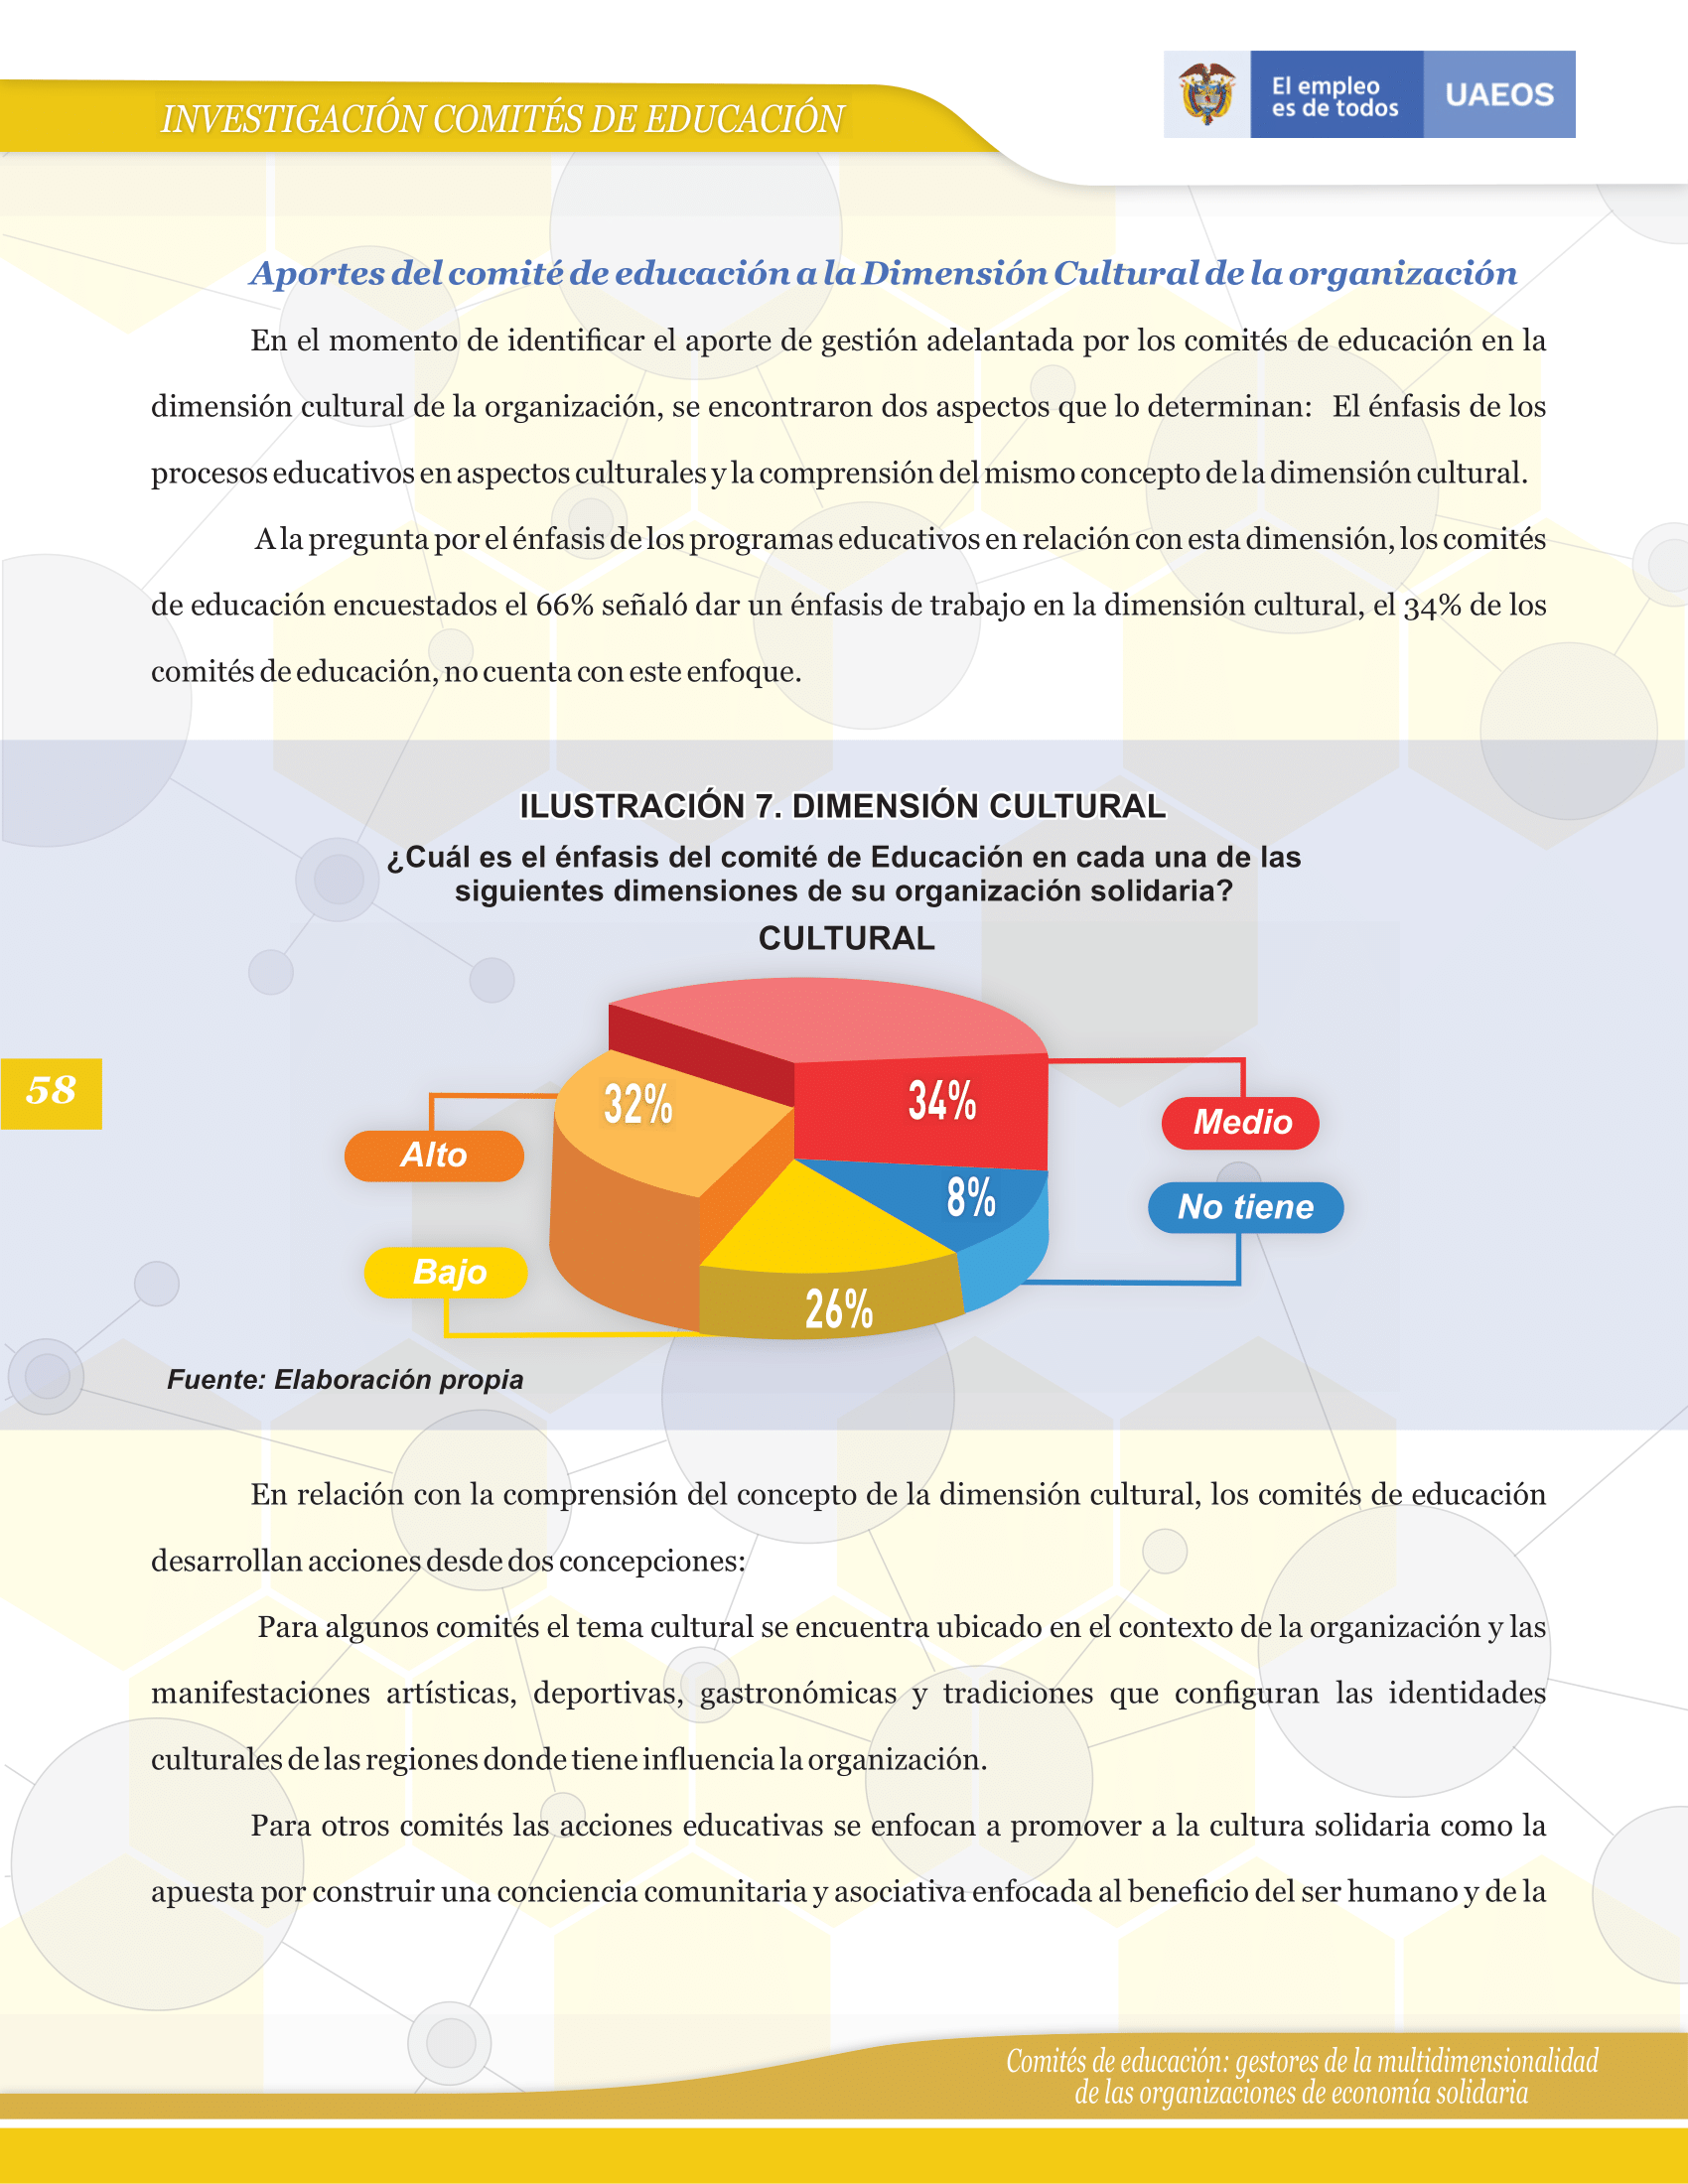 INVESTIGACIÓN COMITÉS DE EDUCACIÓN
El empleo
es de todos
UAEOS
Aportes del comité de educación a la Dimensión Cultural de la organización
En el momento de identificar el aporte de gestión adelantada por los comités de educación en la
dimensión cultural de la organización, se encontraron dos aspectos que lo determinan: El énfasis de los
procesos educativos en aspectos culturales y la comprensión del mismo concepto de la dimensión cultural.
A la pregunta por el énfasis de los programas educativos en relación con esta dimensión, los comités
de educación encuestados el 66% señaló dar un énfasis de trabajo en la dimensión cultural, el 34% de los
comités de educación, no cuenta con este enfoque.
ILUSTRACIÓN 7. DIMENSIÓN CULTURAL
¿Cuál es el énfasis del comité de Educación en cada una de las
siguientes dimensiones de su organización solidaria?
CULTURAL
58
32%
34%
Alto
Medio
8%
No tiene
Bajo
26%
Fuente: Elaboración propia
En relación con la comprensión del concepto de la dimensión cultural, los comités de educación
desarrollan acciones desde dos concepciones:
Para algunos comités el tema cultural se encuentra ubicado en el contexto de la organización y las
manifestaciones artísticas, deportivas, gastronómicas y tradiciones que configuran las identidades
culturales de las regiones donde tiene influencia la organización.
Para otros comités las acciones educativas se enfocan a promover a la cultura solidaria como la
apuesta por construir una conciencia comunitaria y asociativa enfocada al beneficio del ser humano y de la
Comités de educación: gestores de la multidimensionalidad
de las organizaciones de economía solidaria